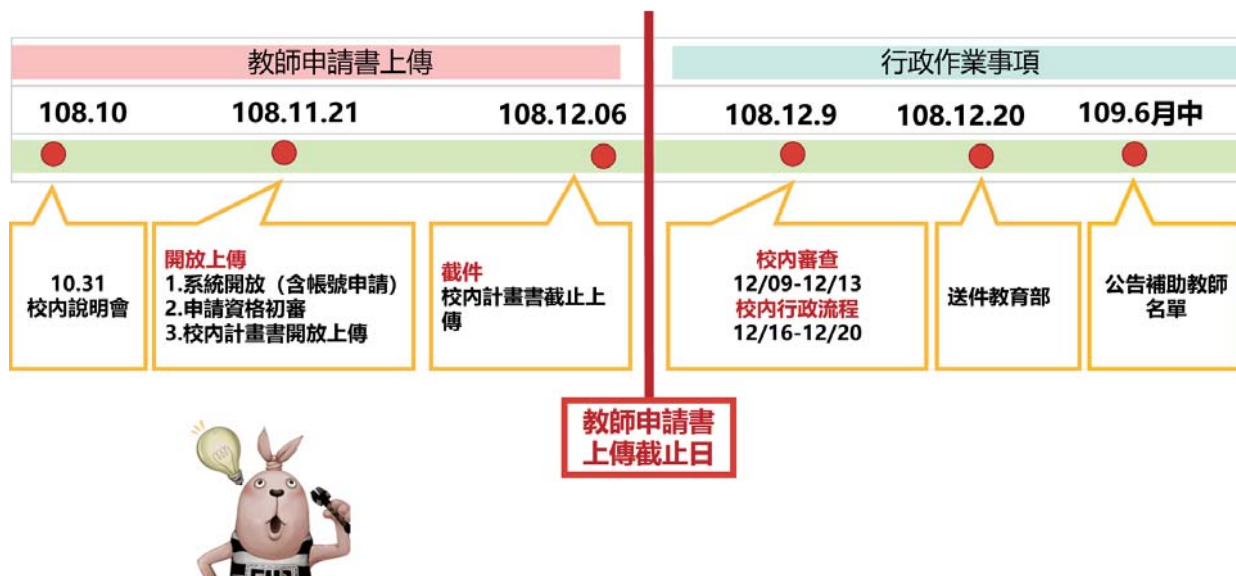 教師申請書上傳
行政作業事項
108.10
108.11.21
108.12.06
108.12.9
108.12.20
109.6月中
10.31
校內說明會
開放上傳
1.系統開放（含帳號申請）
2.申請資格初審
3.校內計畫書開放上傳
截件
校內計畫書截止上
傳
校內審查
12/09-12/13
校內行政流程
12/16-12/20
送件教育部
公告補助教師
名單
教師申請書
上傳截止日